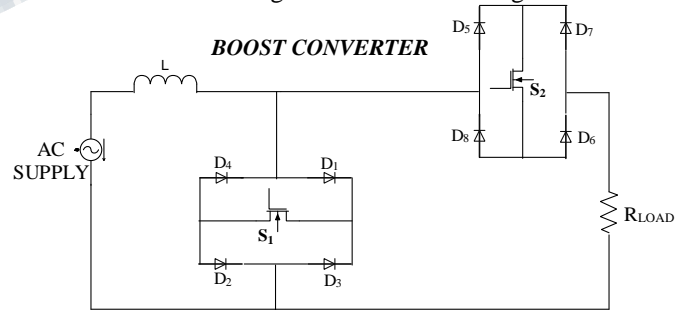 D5
D7
BOOST CONVERTER
L
S2
D8
D6
AC
SUPPLY
D4
D1
RLOAD
S1
D2
D3